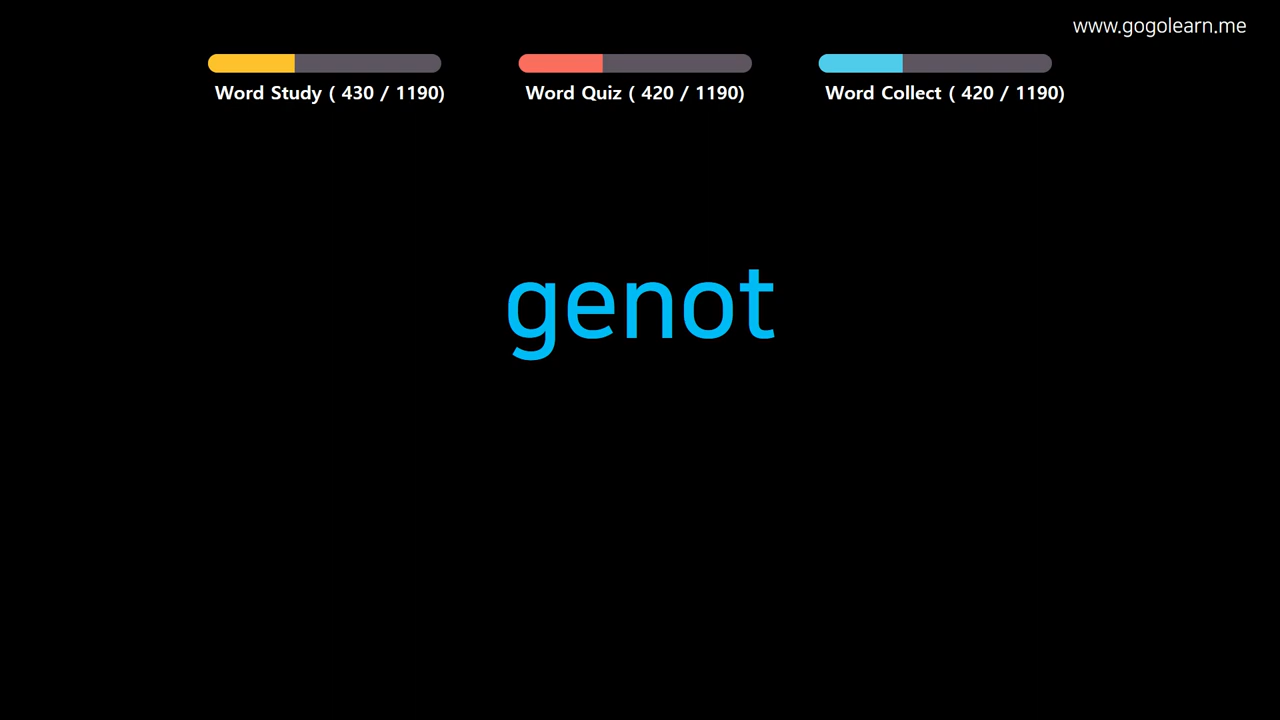 www.gogolearn.me
Word Study ( 430 / 1190)
Word Quiz ( 420 / 1190)
Word Collect ( 420 / 1190)
genot